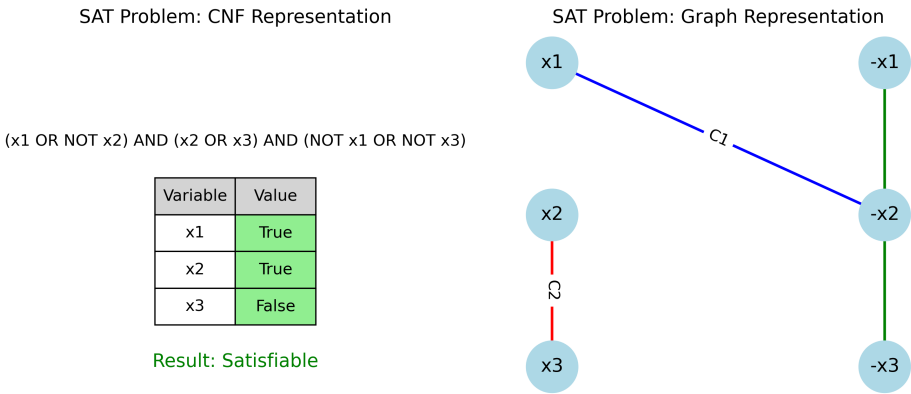 SAT Problem: CNF Representation
(x1 OR NOT x2) AND (x2 OR x3) AND (NOT x1 OR NOT x3)
Variable Value
x1 True
x2 True
x3 False
Result: Satisfiable
SAT Problem: Graph Representation
x1
-x1
C1
x2
-x2
C2
x3
-x3